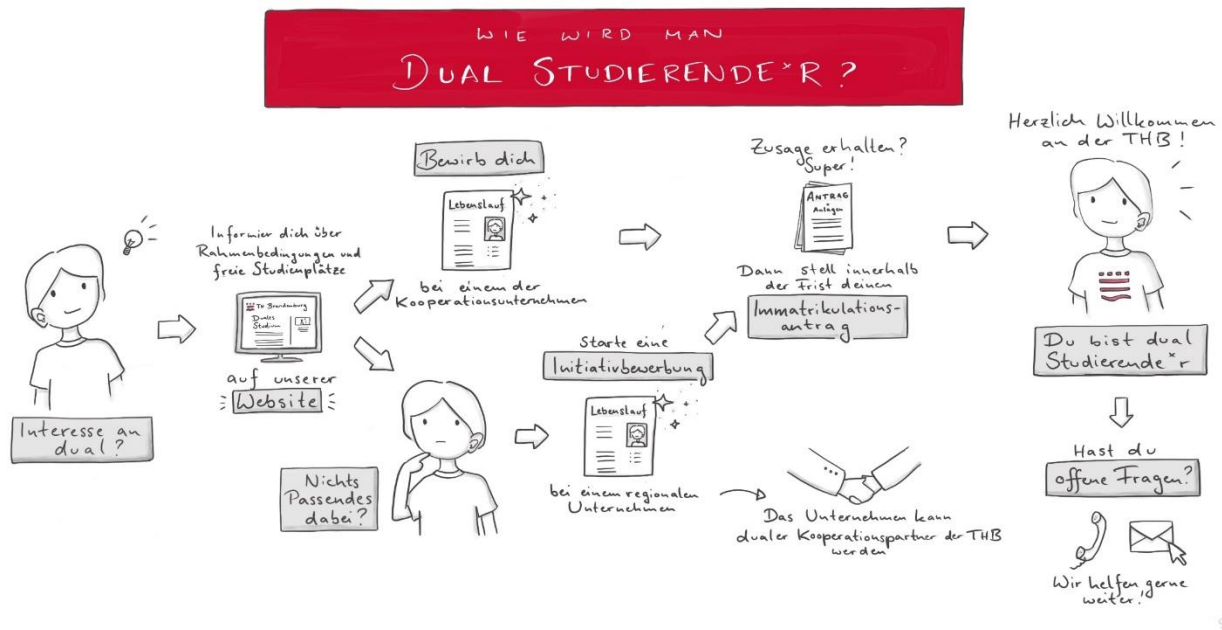 WIE WIRD MAN
DUAL STUDIERENDE*R?
Interesse an
dual?
Informier dich über
Rahmenbedingungen und
freie Studienplätze
TH Brandenburg
Duales
Studium
auf unserer
Website
Bewirb dich
Lebenslauf
bei einem der
Kooperationsunternehmen
Nichts
Passendes
dabei?
Starte eine
Initiativbewerbung
Lebenslauf
bei einem regionalen
Unternehmen
Das Unternehmen kann
dualer Kooperationspartner der THB
werden
Zusage erhalten?
Super!
ANTRAG
Anlagen
Dann stell innerhalb
der Frist deinen
Immatrikulations-
antrag
Herzlich Willkommen
an der THB!
Du bist dual
Studierende*r
Hast du
offene Fragen?
Wir helfen gerne
weiter!